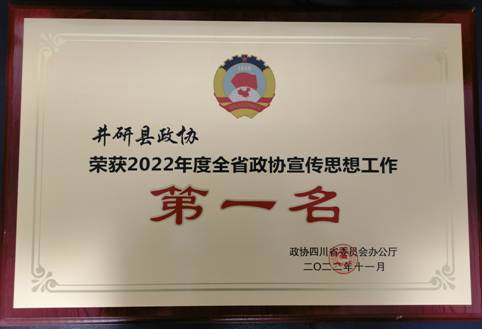 井研县政协
荣获2022年度全省政协宣传思想工作
第一名
政协四川省委员会办公厅
二〇二二年十一月